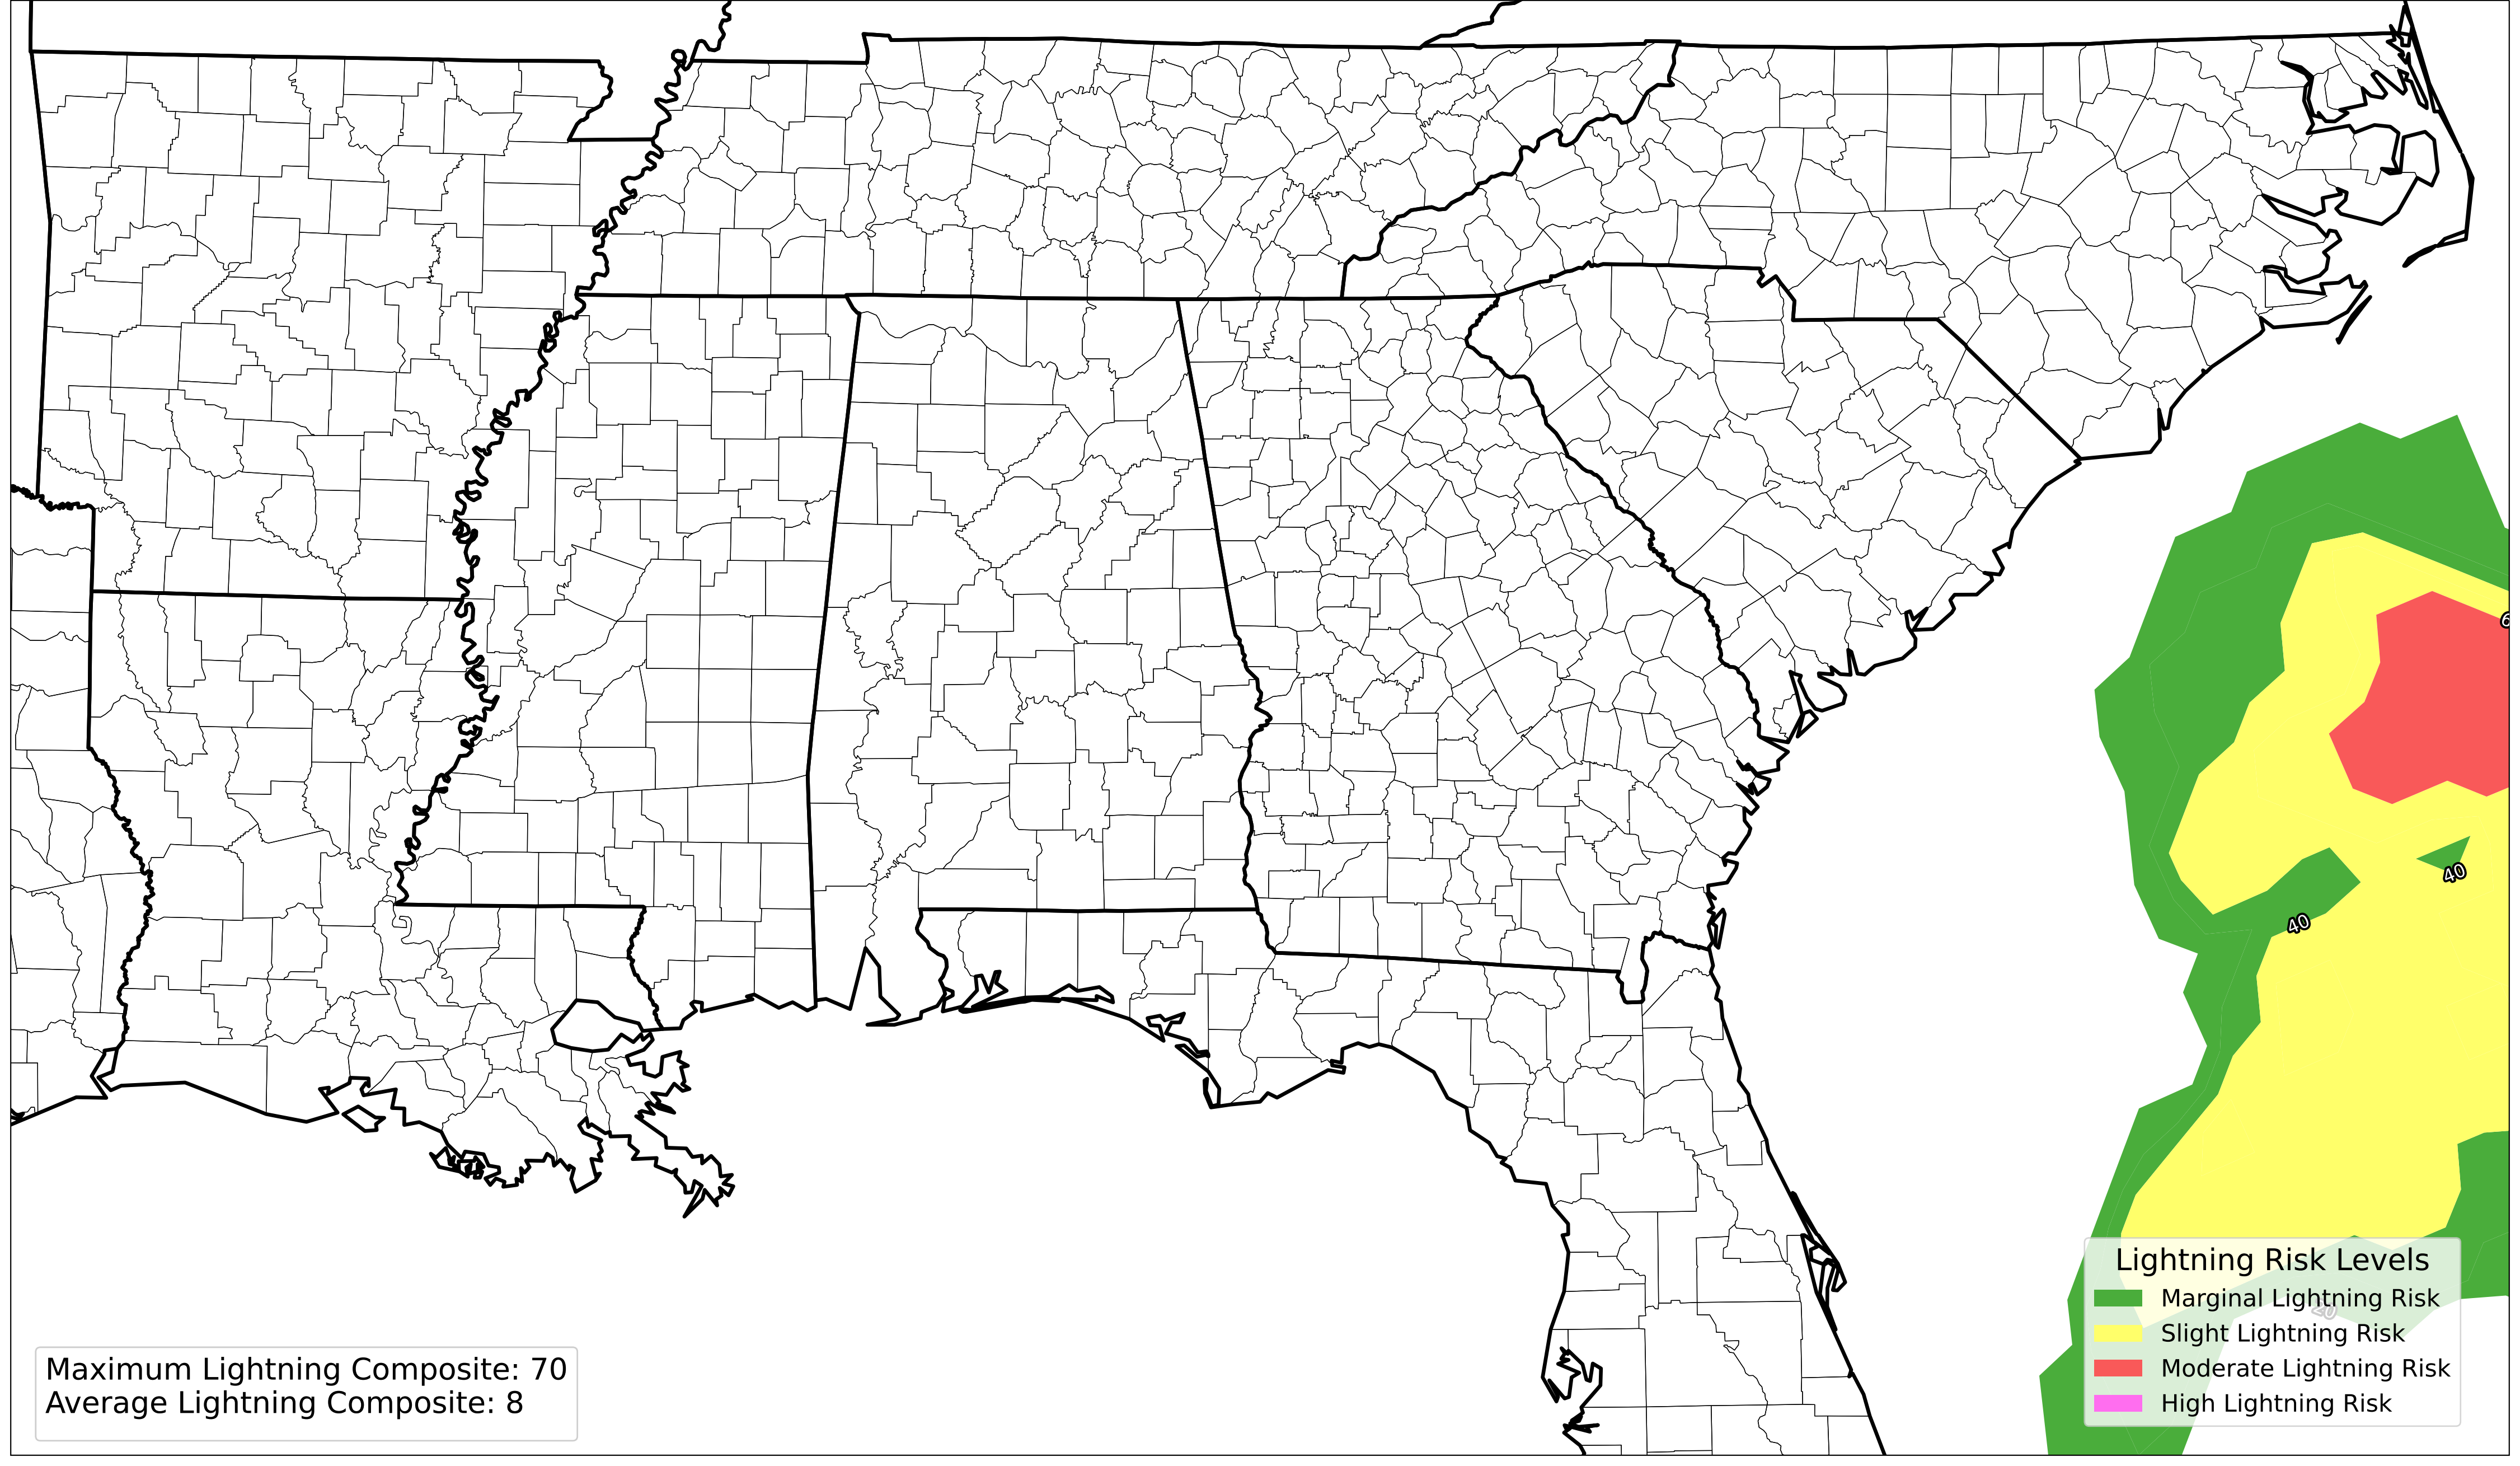 40
40
Lightning Risk Levels
Marginal Lightning Risk
20
Slight Lightning Risk
Moderate Lightning Risk
High Lightning Risk
Maximum Lightning Composite: 70
Average Lightning Composite: 8